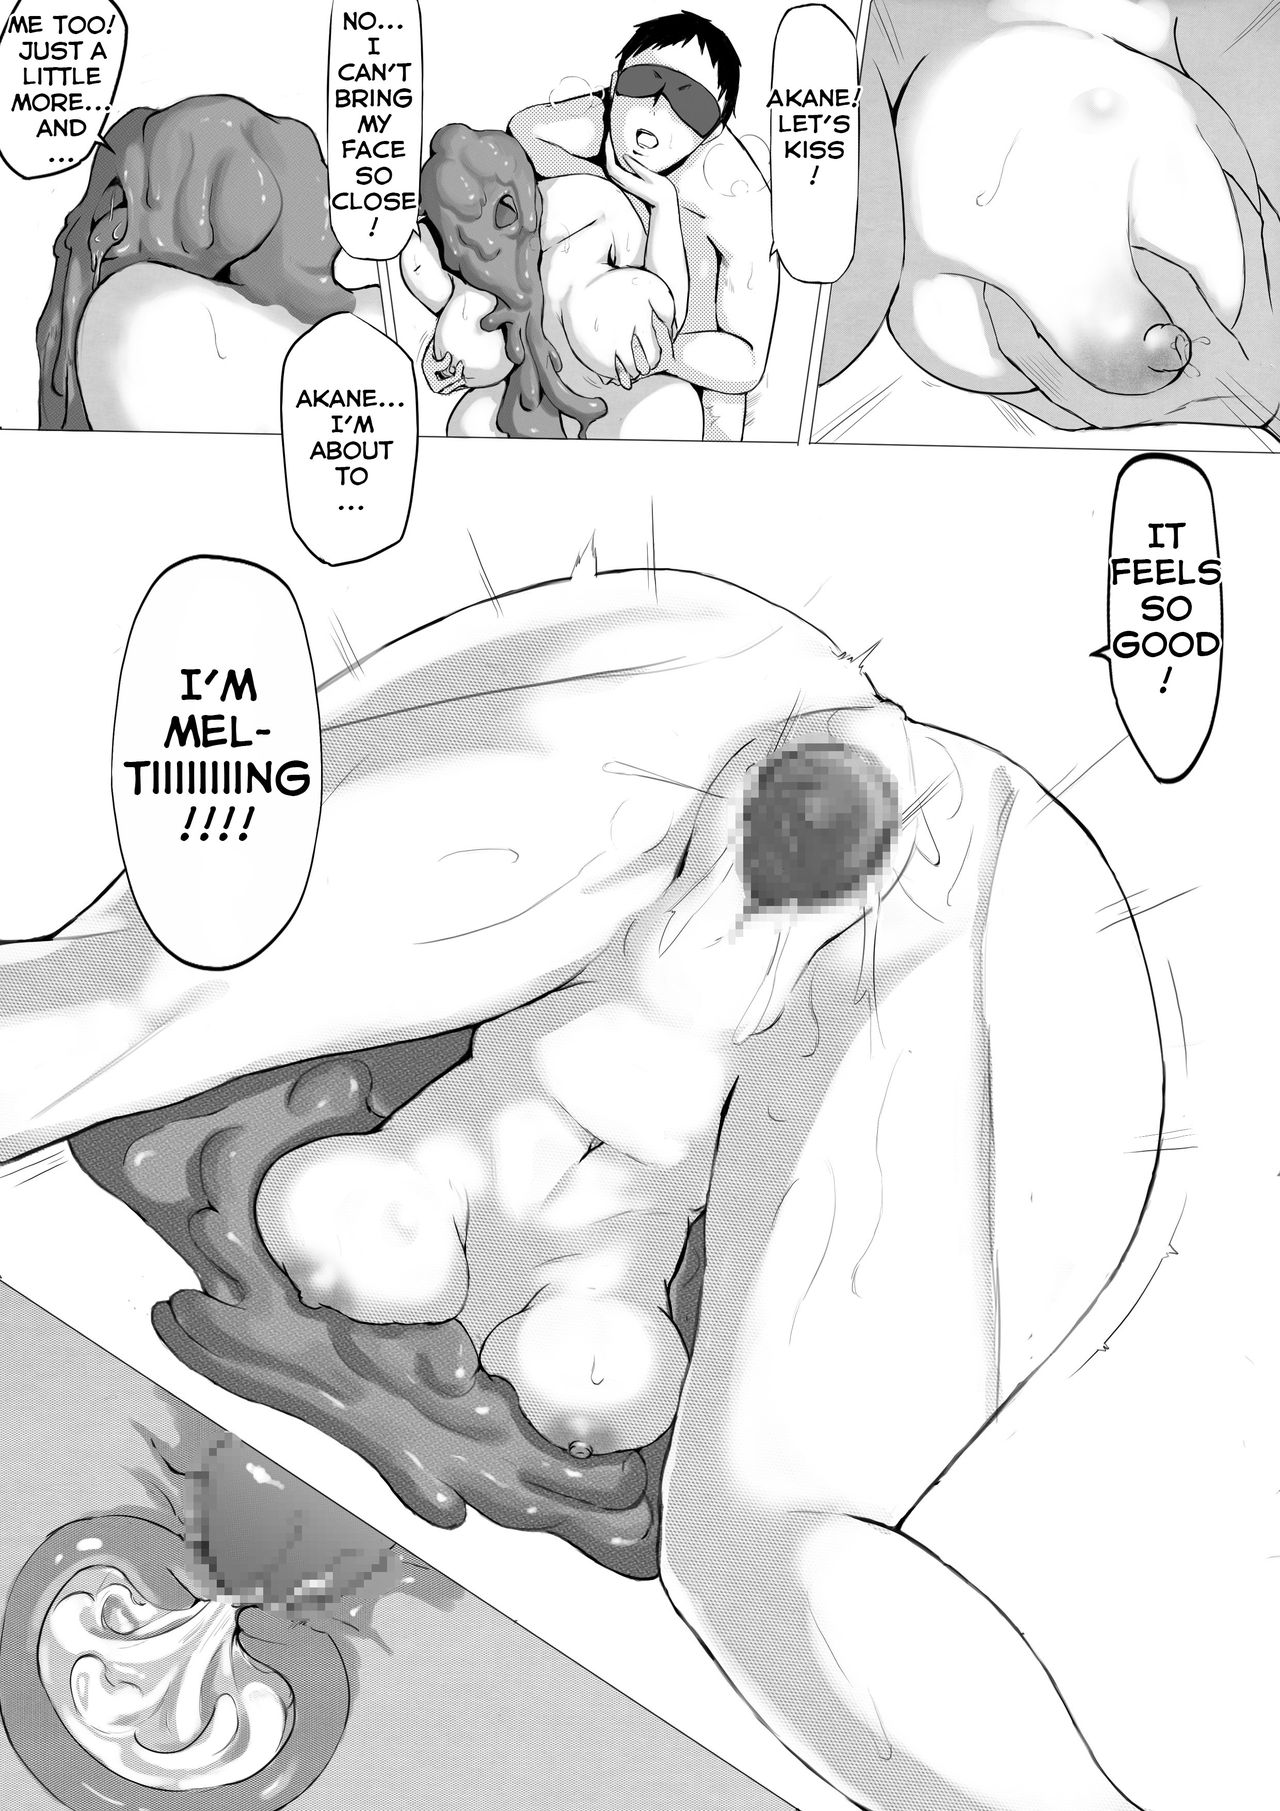 AKANE!
LET'S
KISS
!
NO...
I
CAN'T
BRING
MY
FACE
SO
CLOSE
!
ME TOO!
JUST A
LITTLE
MORE...
AND
...
AKANE...
I'M
ABOUT
TO
...
IT
FEELS
SO
GOOD
!
I'M
MEL-
TIIIIIIIING
!!!!